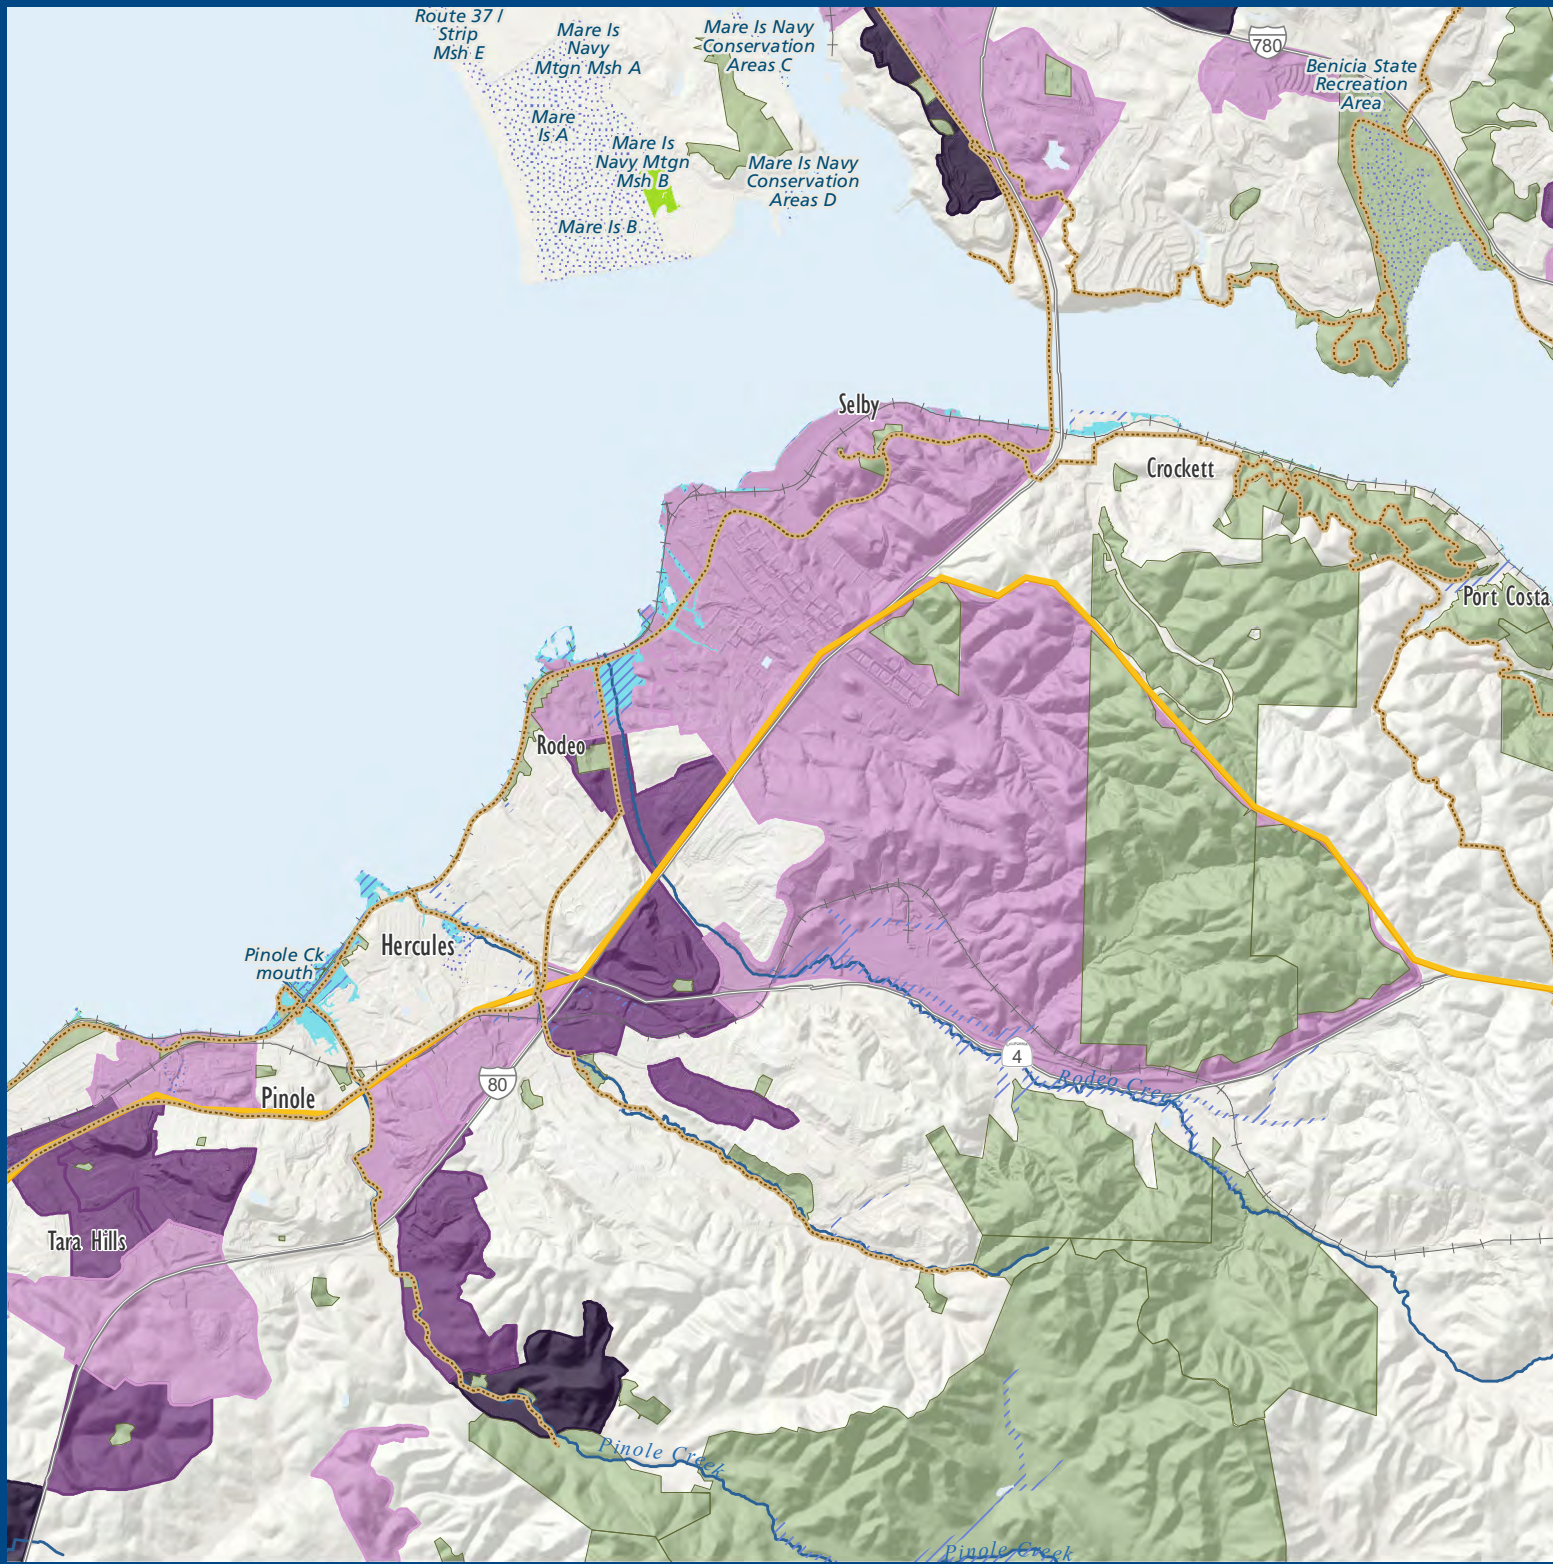 Route 37 /
Strip
Msh E
Mare Is
Navy
Mtgn Msh A
Mare Is Navy
Conservation
Areas C
780
Benicia State
Recreation
Area
Mare
Is A
Mare Is
Navy Mtgn
Msh B
Mare Is Navy
Conservation
Areas D
Mare Is B
Selby
Crockett
Port Costa
Rodeo
Hercules
Pinole Ck
mouth
4
80
Rodeo Creek
Pinole
Tara Hills
Pinole Creek
Pinole Creek